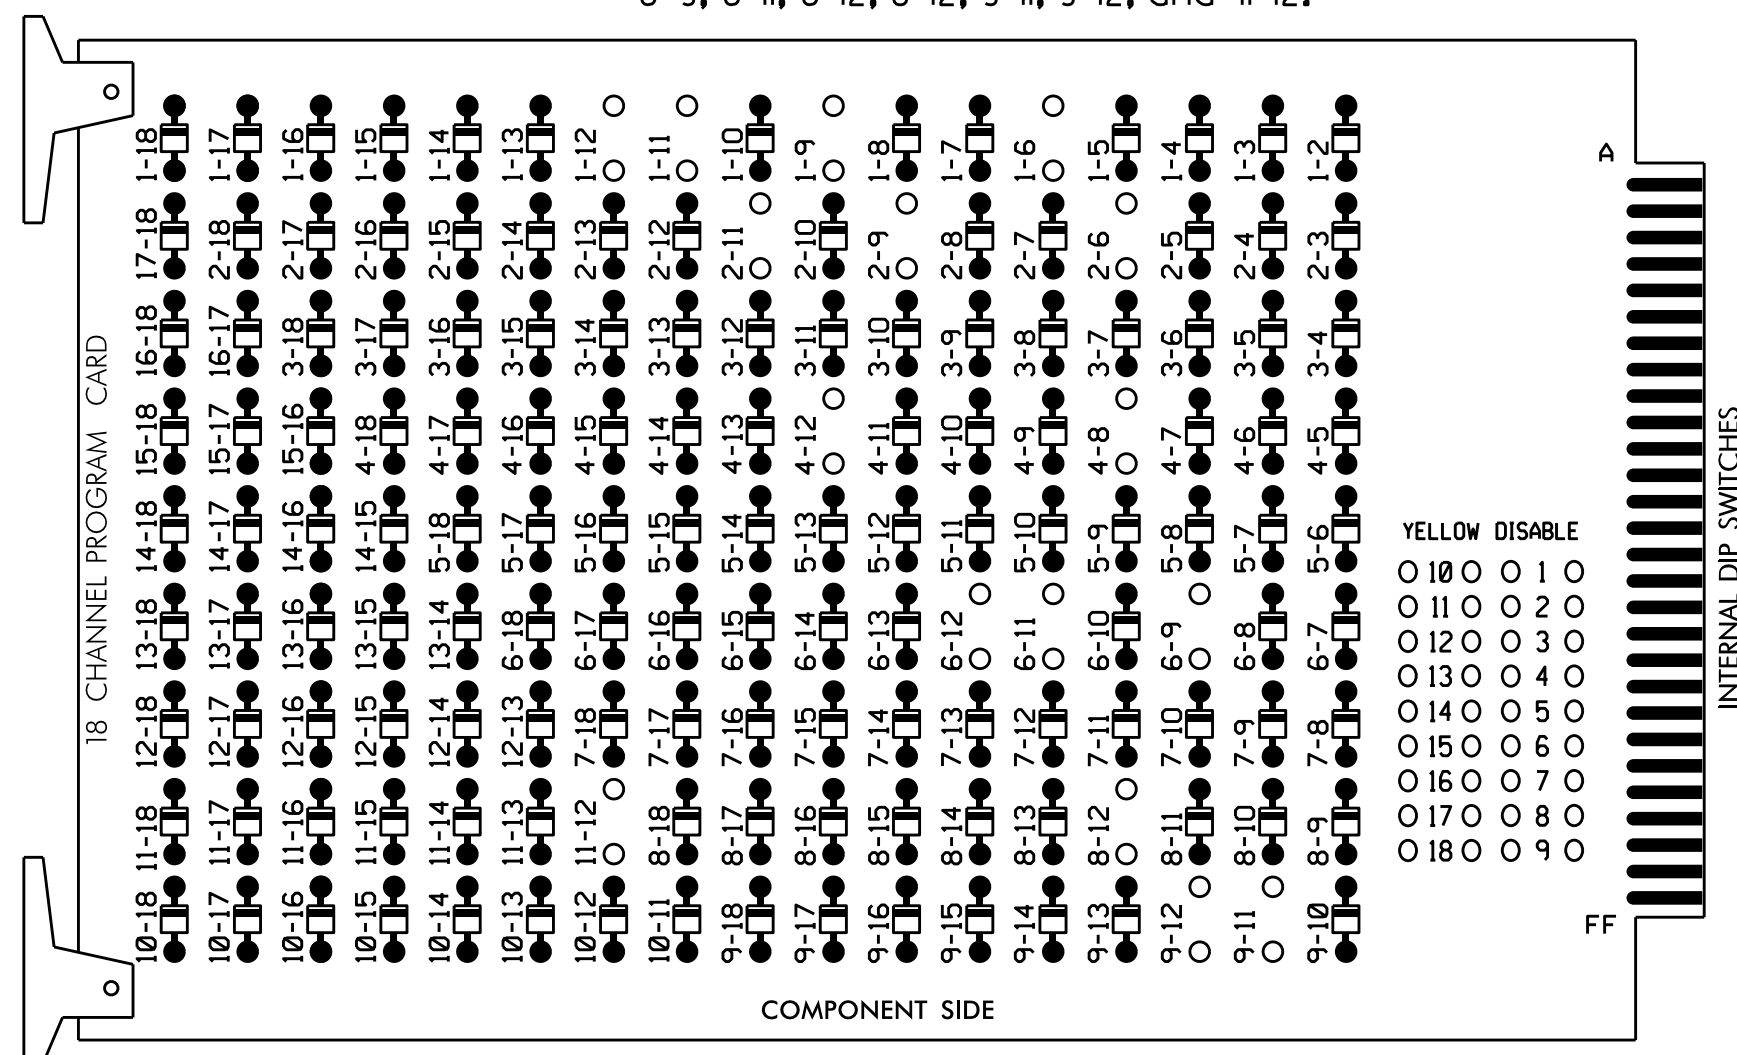 1-18 1-17 1-16 1-15 1-14 1-13 1-12 1-11 1-10 1-9 1-8 1-7 1-6 1-5 1-4 1-3 1-2
17-18 2-18 2-17 2-16 2-15 2-14 2-13 2-12 2-11 2-10 2-9 2-8 2-7 2-6 2-5 2-4 2-3
16-18 16-17 3-18 3-17 3-16 3-15 3-14 3-13 3-12 3-11 3-10 3-9 3-8 3-7 3-6 3-5 3-4
15-18 15-17 15-16 4-18 4-17 4-16 4-15 4-14 4-13 4-12 4-11 4-10 4-9 4-8 4-7 4-6 4-5
14-18 14-17 14-16 14-15 5-18 5-17 5-16 5-15 5-14 5-13 5-12 5-11 5-10 5-9 5-8 5-7 5-6
13-18 13-17 13-16 13-15 13-14 6-18 6-17 6-16 6-15 6-14 6-13 6-12 6-11 6-10 6-9 6-8 6-7
12-18 12-17 12-16 12-15 12-14 12-13 7-18 7-17 7-16 7-15 7-14 7-13 7-12 7-11 7-10 7-9 7-8
11-18 11-17 11-16 11-15 11-14 11-13 11-12 8-18 8-17 8-16 8-15 8-14 8-13 8-12 8-11 8-10 8-9
10-18 10-17 10-16 10-15 10-14 10-13 10-12 10-11 9-18 9-17 9-16 9-15 9-14 9-13 9-12 9-11 9-10
18 CHANNEL PROGRAM CARD
COMPONENT SIDE
A
YELLOW DISABLE
10 1
11 2
12 3
13 4
14 5
15 6
16 7
17 8
18 9
FF
INTERNAL DIP SWITCHES